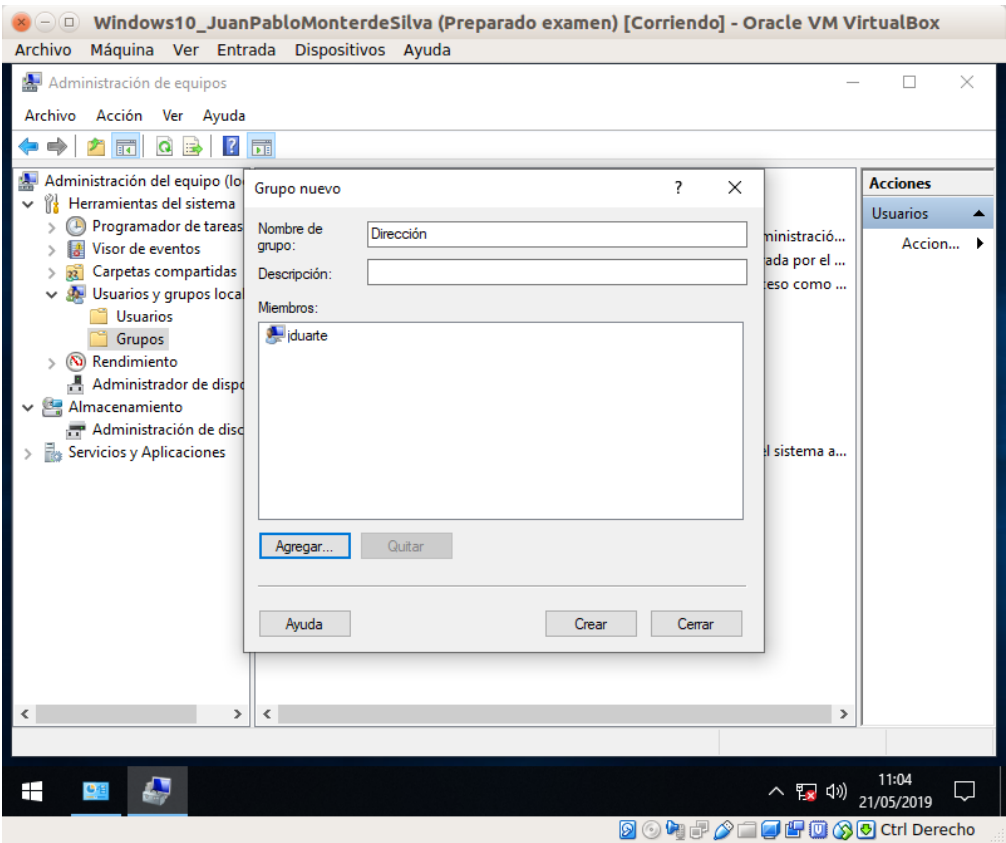 Windows10_JuanPabloMonterdeSilva (Preparado examen) [Corriendo] - Oracle VM VirtualBox
Archivo Máquina Ver Entrada Dispositivos Ayuda
Administración de equipos
Archivo Acción Ver Ayuda
Administración del equipo (lo
Herramientas del sistema
Programador de tareas
Visor de eventos
Carpetas compartidas
Usuarios y grupos local
Usuarios
Grupos
Rendimiento
Administrador de dispo
Almacenamiento
Administración de disc
Servicios y Aplicaciones
Grupo nuevo
Nombre de
grupo:
Dirección
Descripción:
Miembros:
jduarte
Agregar...
Quitar
Ayuda
Crear
Cerrar
ministració...
ada por el ...
eso como ...
el sistema a...
Acciones
Usuarios
Accion...
11:04
21/05/2019
Ctrl Derecho